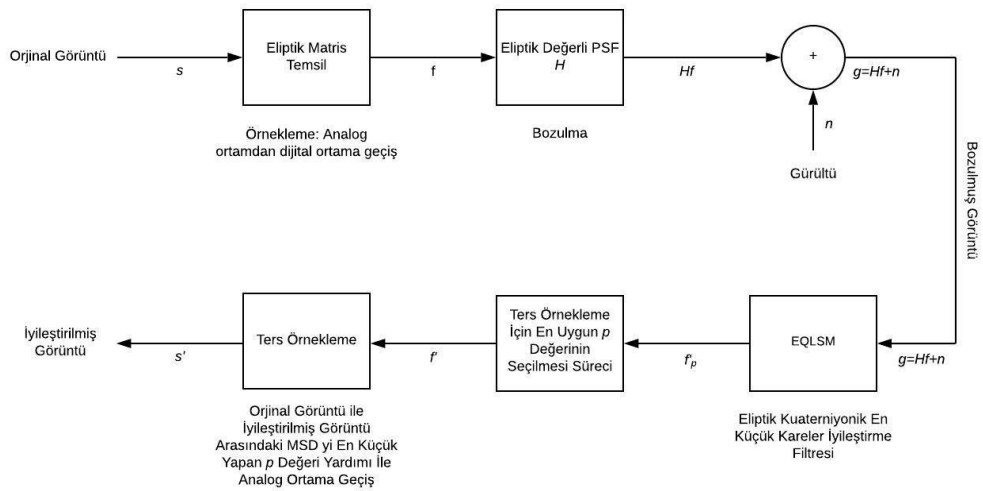 Orjinal Görüntü
s
Eliptik Matris
Temsil
Örnekleme: Analog
ortamdan dijital ortama geçiş
f
Eliptik Değerli PSF
H
Bozulma
Hf
+
n
Gürültü
g=Hf+n
Bozulmuş Görüntü
g=Hf+n
EQLSM
Eliptik Kuaterniyonik En
Küçük Kareler İyileştirme
Filtresi
f'p
Ters Örnekleme
İçin En Uygun p
Değerinin
Seçilmesi Süreci
f'
Ters Örnekleme
Orjinal Görüntü ile
İyileştirilmiş Görüntü
Arasındaki MSD yi En Küçük
Yapan p Değeri Yardımı İle
Analog Ortama Geçiş
s'
İyileştirilmiş
Görüntü